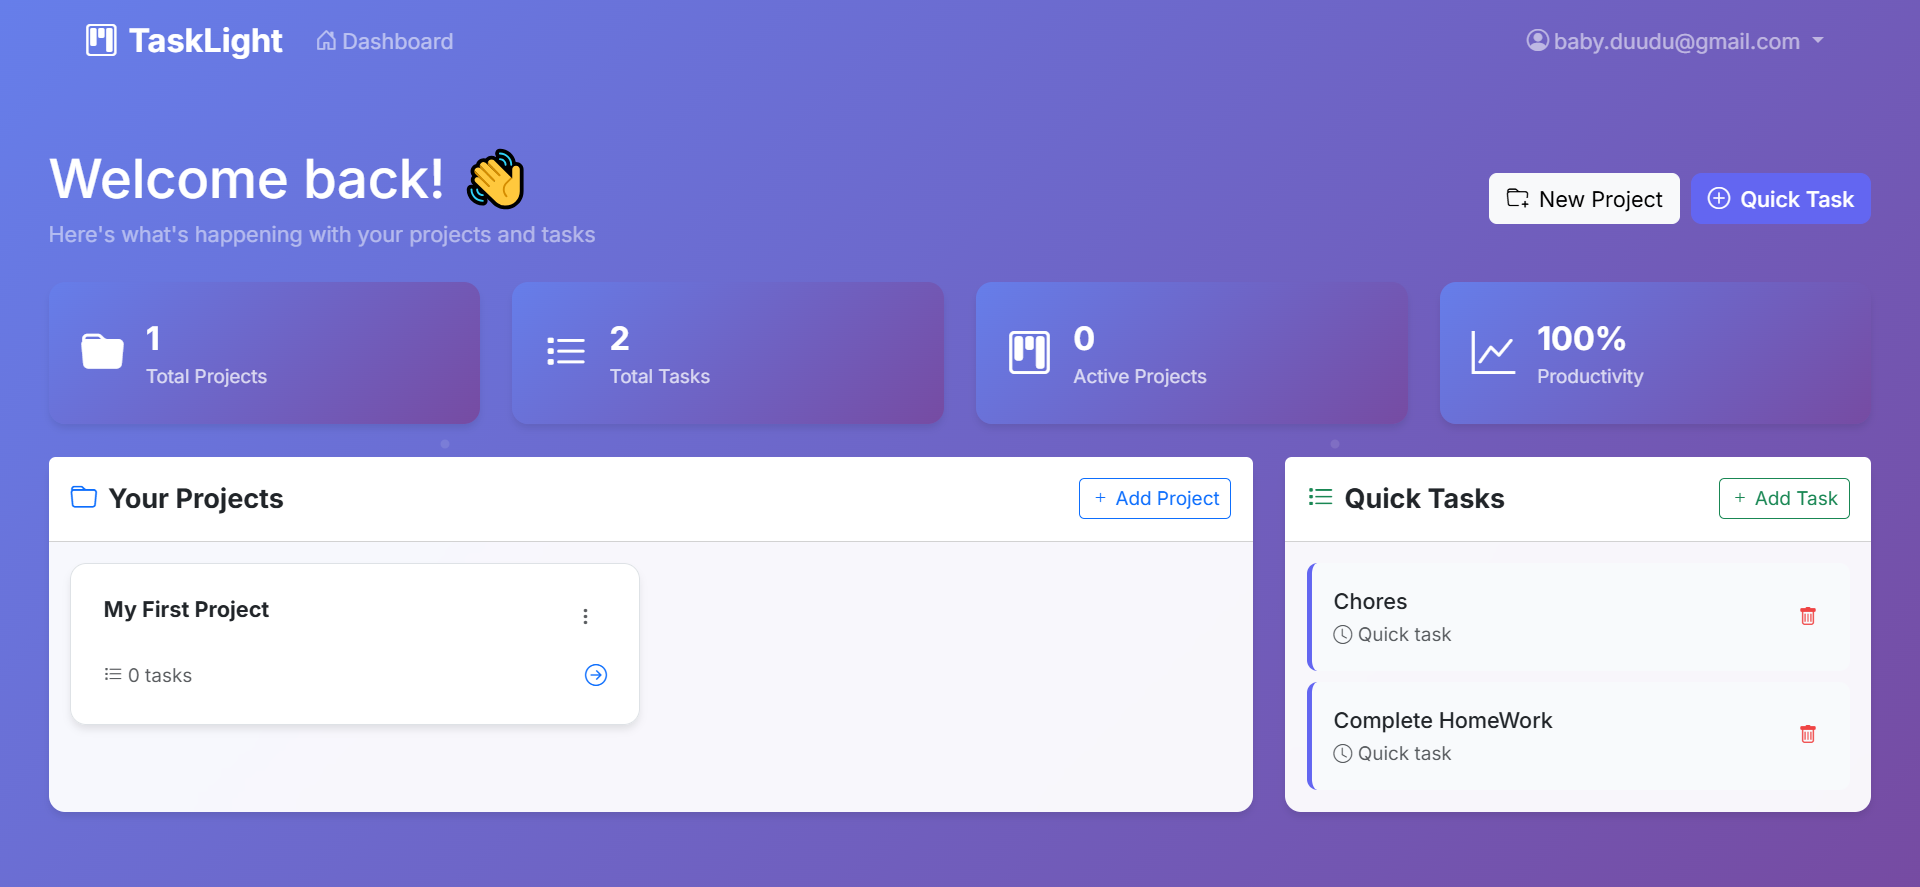 TaskLight
Dashboard
baby.duudu@gmail.com
Welcome back! 👋
Here's what's happening with your projects and tasks
New Project
Quick Task
1
Total Projects
2
Total Tasks
0
Active Projects
100%
Productivity
Your Projects
+ Add Project
My First Project
0 tasks
Quick Tasks
+ Add Task
Chores
Quick task
Complete HomeWork
Quick task